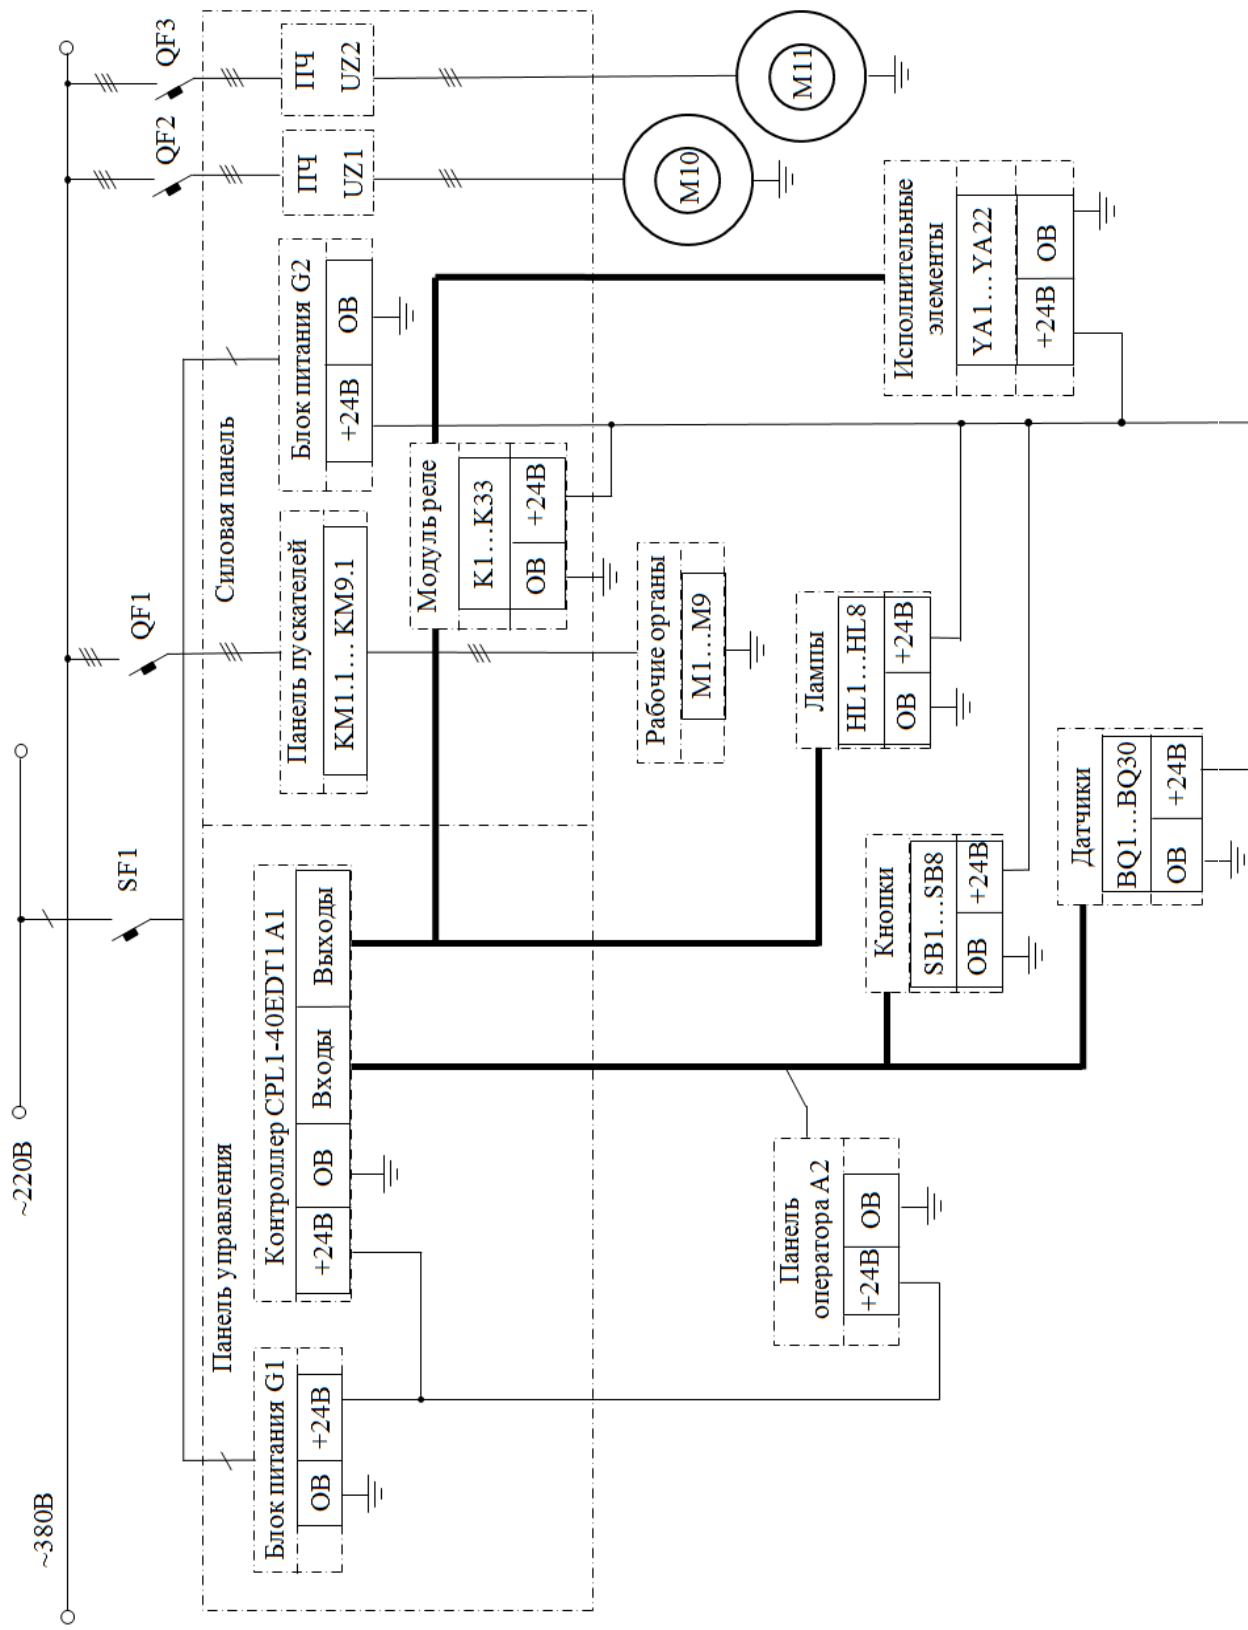 ~220В
~380В
SF1
QF1
QF2
QF3
Панель управления
Силовая панель
Блок питания G1
ОВ
+24В
Контроллер CPL1-40EDT1 A1
+24В
ОВ
Входы
Выходы
Панель пускателей
KM1.1… KM9.1
Блок питания G2
+24В
ОВ
ПЧ
UZ1
ПЧ
UZ2
Модуль реле
K1…K33
ОВ
+24В
Рабочие органы
M1…M9
M10
M11
Панель
оператора А2
+24В
ОВ
Лампы
HL1…HL8
ОВ
+24В
Кнопки
SB1…SB8
ОВ
+24В
Исполнительные
элементы
YA1…YA22
+24В
ОВ
Датчики
BQ1…BQ30
ОВ
+24В